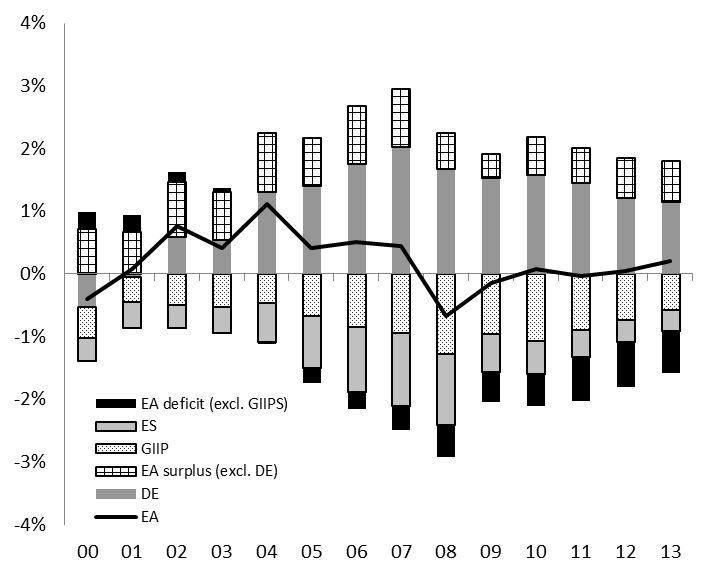 4%
3%
2%
1%
0%
-1%
-2%
-3%
-4%
EA deficit (excl. GIIPS)
ES
GIIP
EA surplus (excl. DE)
DE
EA
00 01 02 03 04 05 06 07 08 09 10 11 12 13